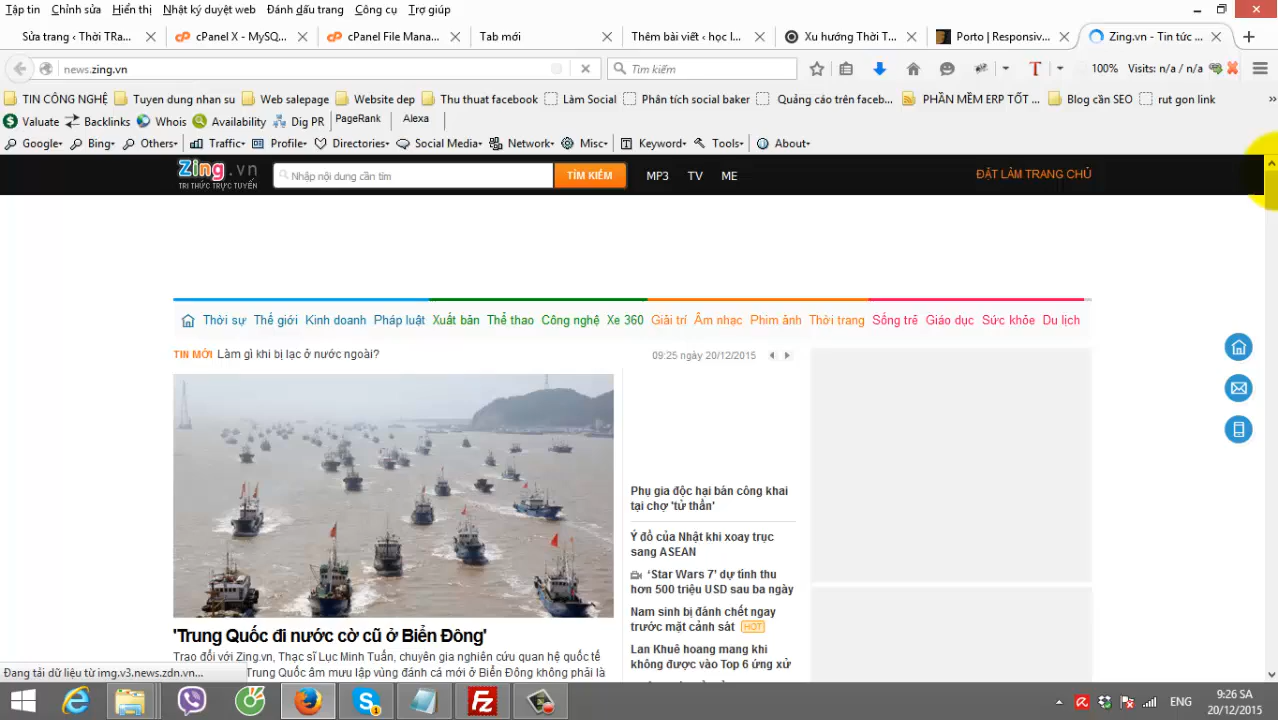 Tập tin Chỉnh sửa Hiển thị Nhật ký duyệt web Đánh dấu trang Công cụ Trợ giúp
Sửa trang ‹ Thời TRa... cPanel X - MySQ... cPanel File Mana... Tab mới Thêm bài viết ‹ học l... Xu hướng Thời T... Porto | Responsiv... Zing.vn - Tin tức ...
news.zing.vn Tìm kiếm 100% Visits: n/a / n/a
TIN CÔNG NGHỆ Tuyen dung nhan su Web salepage Website dep Thu thuat facebook Làm Social Phân tích social baker Quảng cáo trên faceb... PHẦN MỀM ERP TỐT ... Blog cần SEO rut gon link
Valuate Backlinks Whois Availability Dig PR PageRank Alexa
Google Bing Others Traffic Profile Directories Social Media Network Misc Keyword Tools About
Zing.vn
TRI THỨC TRỰC TUYẾN
Nhập nội dung cần tìm TÌM KIẾM MP3 TV ME ĐẶT LÀM TRANG CHỦ
Thời sự Thế giới Kinh doanh Pháp luật Xuất bản Thể thao Công nghệ Xe 360 Giải trí Âm nhạc Phim ảnh Thời trang Sống trẻ Giáo dục Sức khỏe Du lịch
TIN MỚI Làm gì khi bị lạc ở nước ngoài? 09:25 ngày 20/12/2015
Phụ gia độc hại bán công khai
tại chợ 'tử thần'
Ý đồ của Nhật khi xoay trục
sang ASEAN
‘Star Wars 7’ dự tính thu
hơn 500 triệu USD sau ba ngày
Nam sinh bị đánh chết ngay
trước mặt cảnh sát HOT
Lan Khuê hoang mang khi
không được vào Top 6 ứng xử
'Trung Quốc đi nước cờ cũ ở Biển Đông'
Trao đổi với Zing.vn, Thạc sĩ Lục Minh Tuấn, chuyên gia nghiên cứu quan hệ quốc tế
Trung Quốc âm mưu lập vùng đánh cá mới ở Biển Đông không phải là
Đang tải dữ liệu từ img.v3.news.zdn.vn...
ENG
9:26 SA
20/12/2015